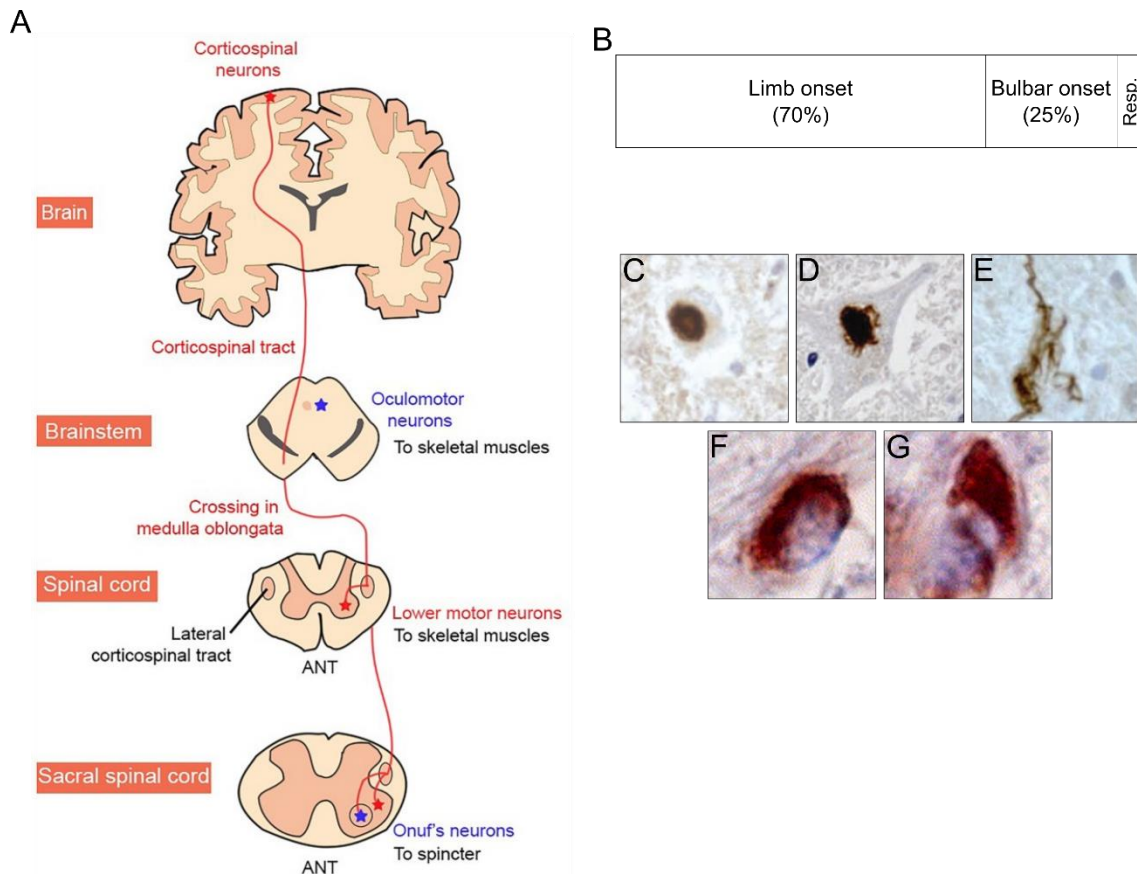 A
Corticospinal
neurons
Brain
Corticospinal tract
Oculomotor
neurons
Brainstem
To skeletal muscles
Crossing in
medulla oblongata
Spinal cord
Lower motor neurons
Lateral
corticospinal tract
To skeletal muscles
ANT
Sacral spinal cord
Onuf's neurons
To spincter
ANT
B
Limb onset
(70%)
Bulbar onset
(25%)
Resp.
C
D
E
F
G